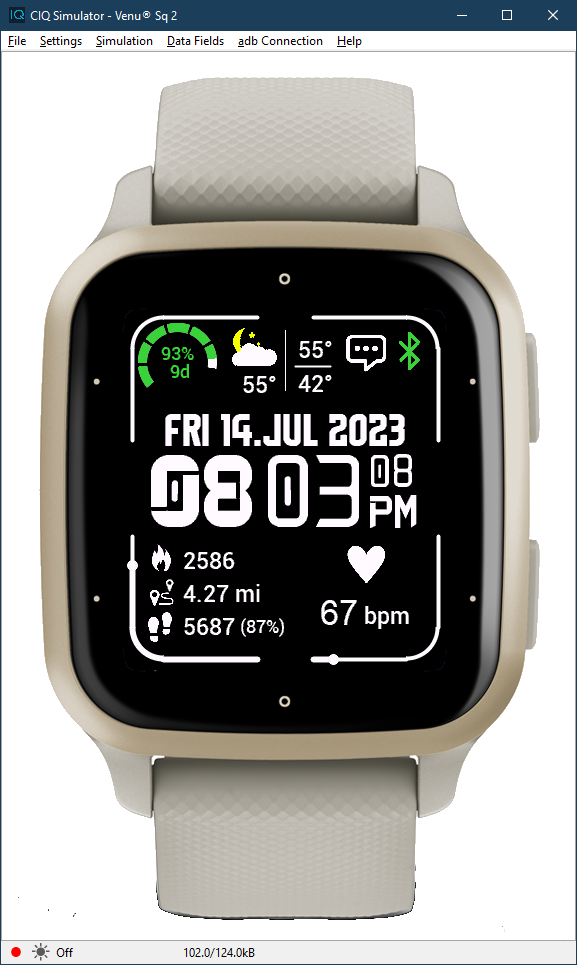 IQ CIQ Simulator - Venu® Sq 2
File Settings Simulation Data Fields adb Connection Help
93%
9d
55°
55°
42°
FRI 14.JUL 2023
08 03 08 PM
2586
4.27 mi
5687 (87%)
67 bpm
Off 102.0/124.0kB